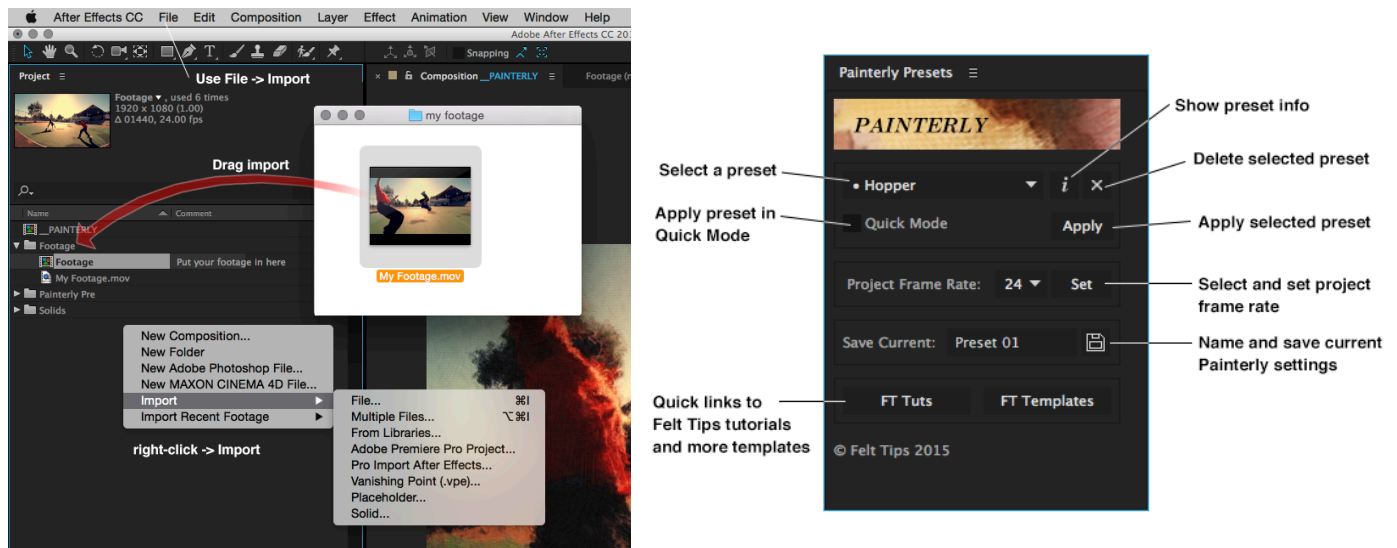 After Effects CC File Edit Composition Layer Effect Animation View Window Help
Adobe After Effects CC 201
Snapping
Project
Use File -> Import
Composition __PAINTERLY
Footage (n
Footage ▼ , used 6 times
1920 x 1080 (1.00)
Δ 01440, 24.00 fps
my footage
Drag import
My Footage.mov
Name Comment
__PAINTERLY
Footage
Footage Put your footage in here
My Footage.mov
Painterly Pre
Solids
New Composition...
New Folder
New Adobe Photoshop File...
New MAXON CINEMA 4D File...
Import
Import Recent Footage
right-click -> Import
File... ⌘I
Multiple Files... ⌥⌘I
From Libraries...
Adobe Premiere Pro Project...
Pro Import After Effects...
Vanishing Point (.vpe)...
Placeholder...
Solid...
Painterly Presets
PAINTERLY
Show preset info
Select a preset
• Hopper
i
×
Delete selected preset
Apply preset in
Quick Mode
Quick Mode
Apply
Apply selected preset
Project Frame Rate: 24 Set
Select and set project
frame rate
Save Current: Preset 01
Name and save current
Painterly settings
Quick links to
Felt Tips tutorials
and more templates
FT Tuts
FT Templates
© Felt Tips 2015